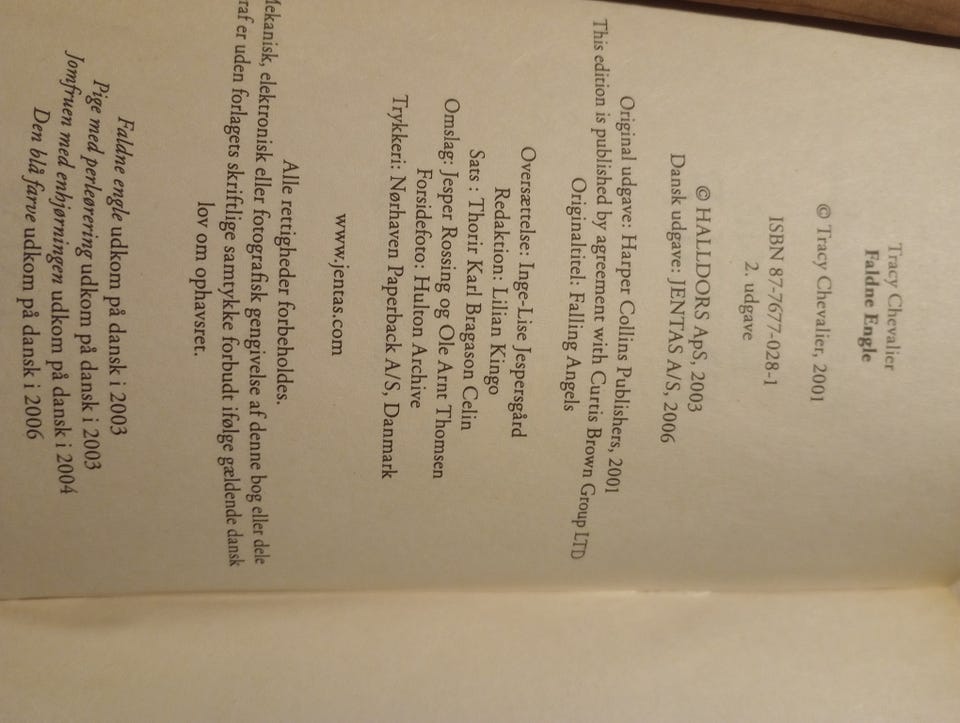 Tracy Chevalier
Faldne Engle
© Tracy Chevalier, 2001
ISBN 87-7677-028-1
2. udgave
© HALLDORS ApS, 2003
Dansk udgave: JENTAS A/S, 2006
Original udgave: Harper Collins Publishers, 2001
This edition is published by agreement with Curtis Brown Group LTD
Originaltitel: Falling Angels
Oversættelse: Inge-Lise Jespersgård
Redaktion: Lilian Kingo
Sats : Thorir Karl Bragason Celin
Omslag: Jesper Rossing og Ole Arnt Thomsen
Forsidefoto: Hulton Archive
Trykkeri: Nørhaven Paperback A/S, Danmark
www.jentas.com
Alle rettigheder forbeholdes.
Mekanisk, elektronisk eller fotografisk gengivelse af denne bog eller dele
raf er uden forlagets skriftlige samtykke forbudt ifølge gældende dansk
lov om ophavsret.
Faldne engle udkom på dansk i 2003
Pige med perleørering udkom på dansk i 2003
Jomfruen med enhjørningen udkom på dansk i 2004
Den blå farve udkom på dansk i 2006